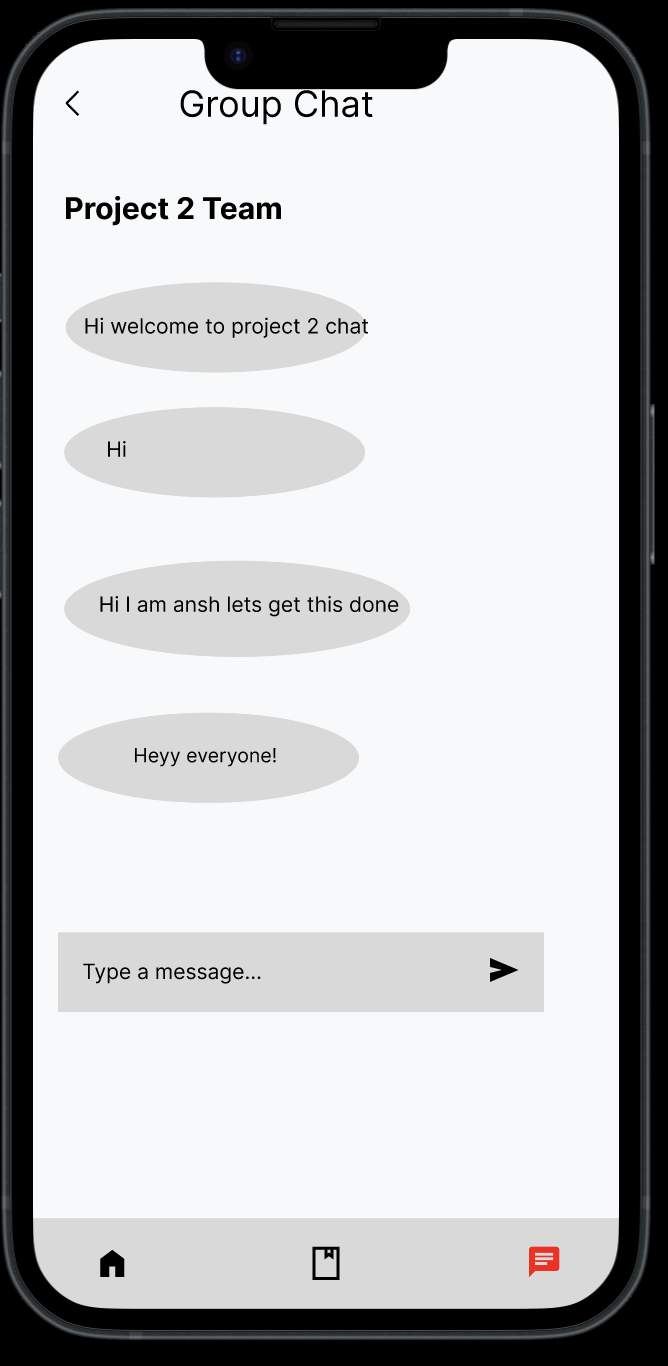 Group Chat
Project 2 Team
Hi welcome to project 2 chat
Hi
Hi I am ansh lets get this done
Heyy everyone!
Type a message...